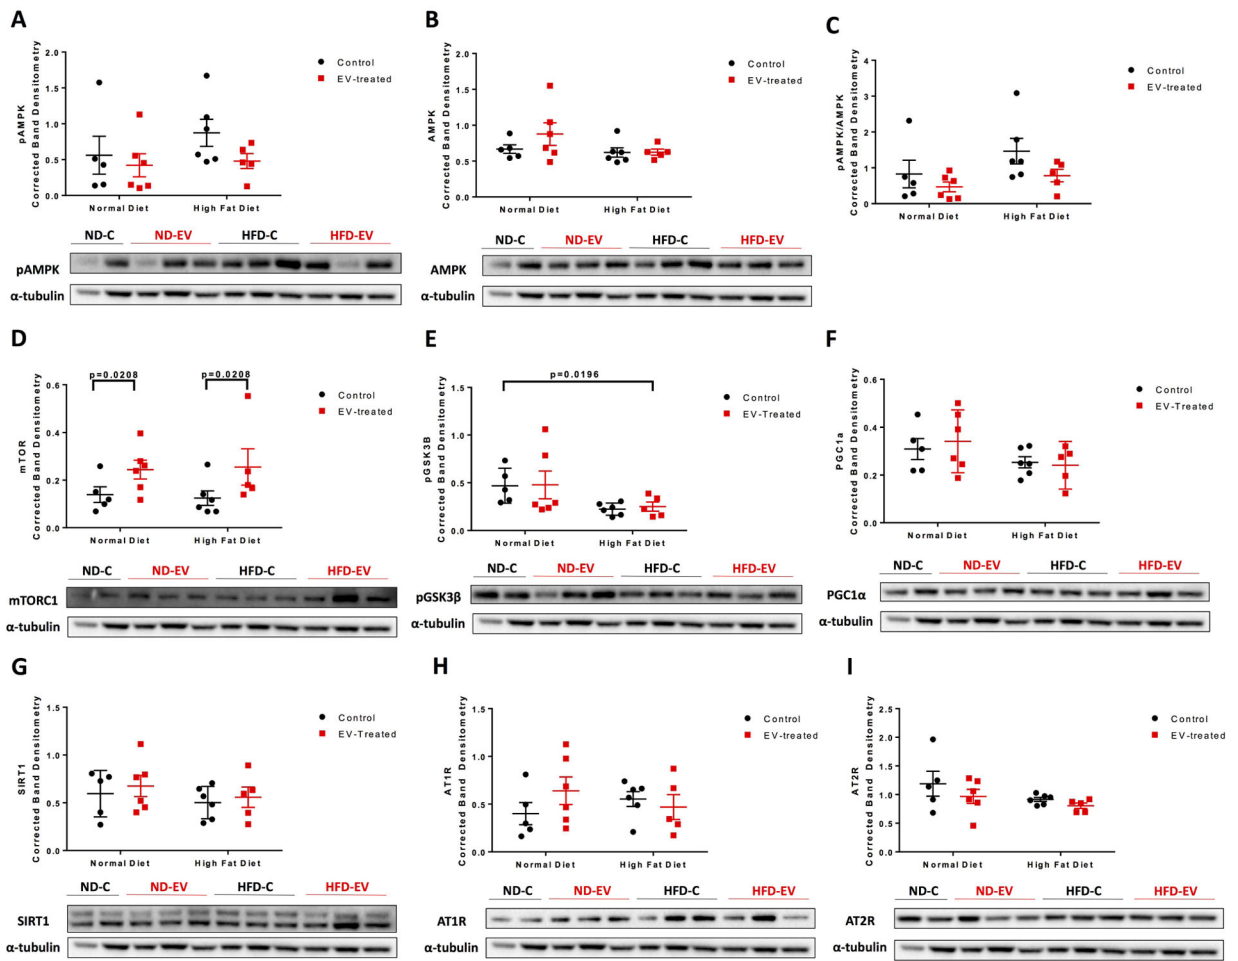 A
pAMPK
Corrected Band Densitometry
2.0
1.5
1.0
0.5
0.0
Normal Diet
High Fat Diet
Control
EV-treated
ND-C
ND-EV
HFD-C
HFD-EV
pAMPK
α-tubulin
B
AMPK
Corrected Band Densitometry
2.0
1.5
1.0
0.5
0.0
Normal Diet
High Fat Diet
Control
EV-treated
ND-C
ND-EV
HFD-C
HFD-EV
AMPK
α-tubulin
C
pAMPK/AMPK
Corrected Band Densitometry
4
3
2
1
0
Normal Diet
High Fat Diet
Control
EV-treated
D
mTOR
Corrected Band Densitometry
0.6
0.4
0.2
0.0
p=0.0208
p=0.0208
Normal Diet
High Fat Diet
Control
EV-treated
ND-C
ND-EV
HFD-C
HFD-EV
mTORC1
α-tubulin
E
pGSK3B
Corrected Band Densitometry
1.5
1.0
0.5
0.0
p=0.0196
Normal Diet
High Fat Diet
Control
EV-Treated
ND-C
ND-EV
HFD-C
HFD-EV
pGSK3β
α-tubulin
F
PGC1a
Corrected Band Densitometry
0.6
0.4
0.2
0.0
Normal Diet
High Fat Diet
Control
EV-Treated
ND-C
ND-EV
HFD-C
HFD-EV
PGC1α
α-tubulin
G
SIRT1
Corrected Band Densitometry
1.5
1.0
0.5
0.0
Normal Diet
High Fat Diet
Control
EV-Treated
ND-C
ND-EV
HFD-C
HFD-EV
SIRT1
α-tubulin
H
AT1R
Corrected Band Densitometry
1.5
1.0
0.5
0.0
Normal Diet
High Fat Diet
Control
EV-treated
ND-C
ND-EV
HFD-C
HFD-EV
AT1R
α-tubulin
I
AT2R
Corrected Band Densitometry
2.5
2.0
1.5
1.0
0.5
0.0
Normal Diet
High Fat Diet
Control
EV-treated
ND-C
ND-EV
HFD-C
HFD-EV
AT2R
α-tubulin